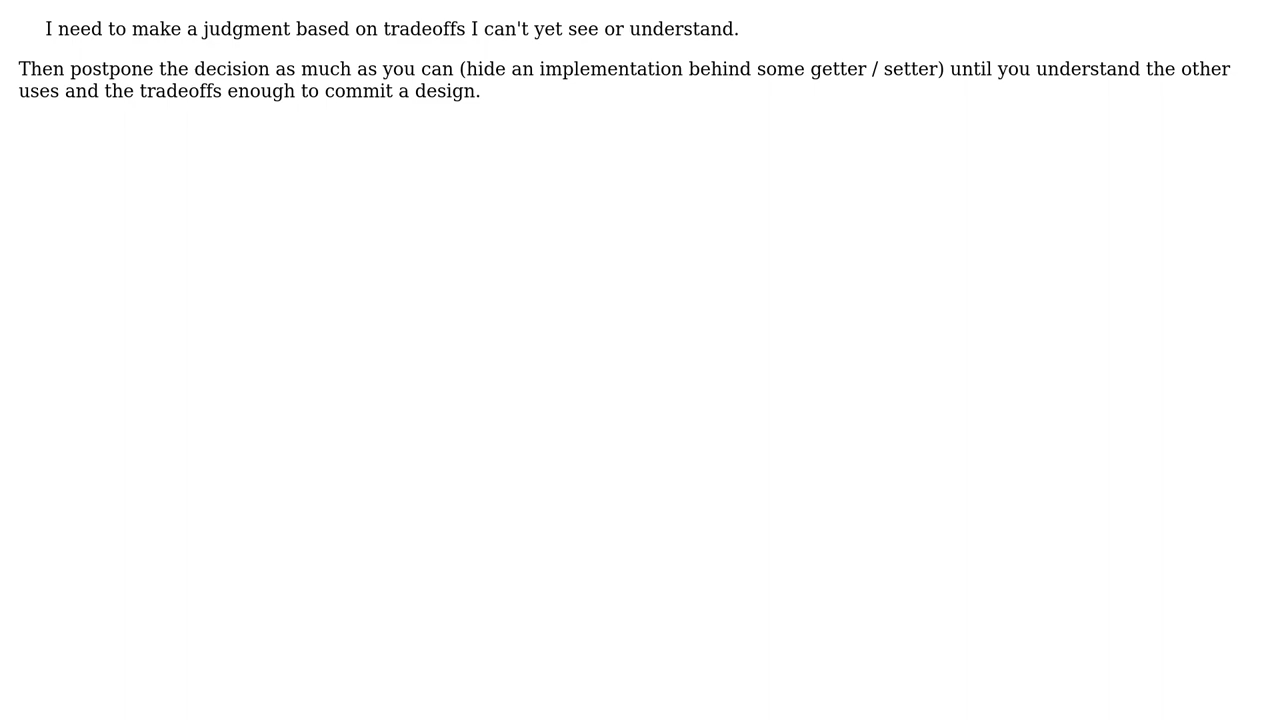 I need to make a judgment based on tradeoffs I can't yet see or understand.
Then postpone the decision as much as you can (hide an implementation behind some getter / setter) until you understand the other
uses and the tradeoffs enough to commit a design.